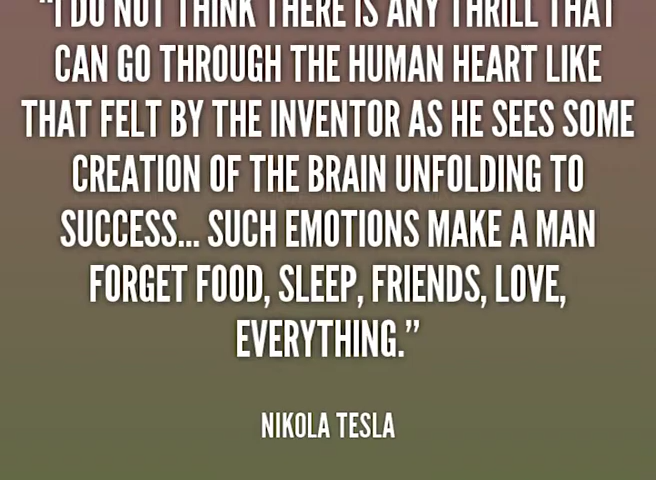 “I DO NOT THINK THERE IS ANY THRILL THAT
CAN GO THROUGH THE HUMAN HEART LIKE
THAT FELT BY THE INVENTOR AS HE SEES SOME
CREATION OF THE BRAIN UNFOLDING TO
SUCCESS... SUCH EMOTIONS MAKE A MAN
FORGET FOOD, SLEEP, FRIENDS, LOVE,
EVERYTHING.”
NIKOLA TESLA